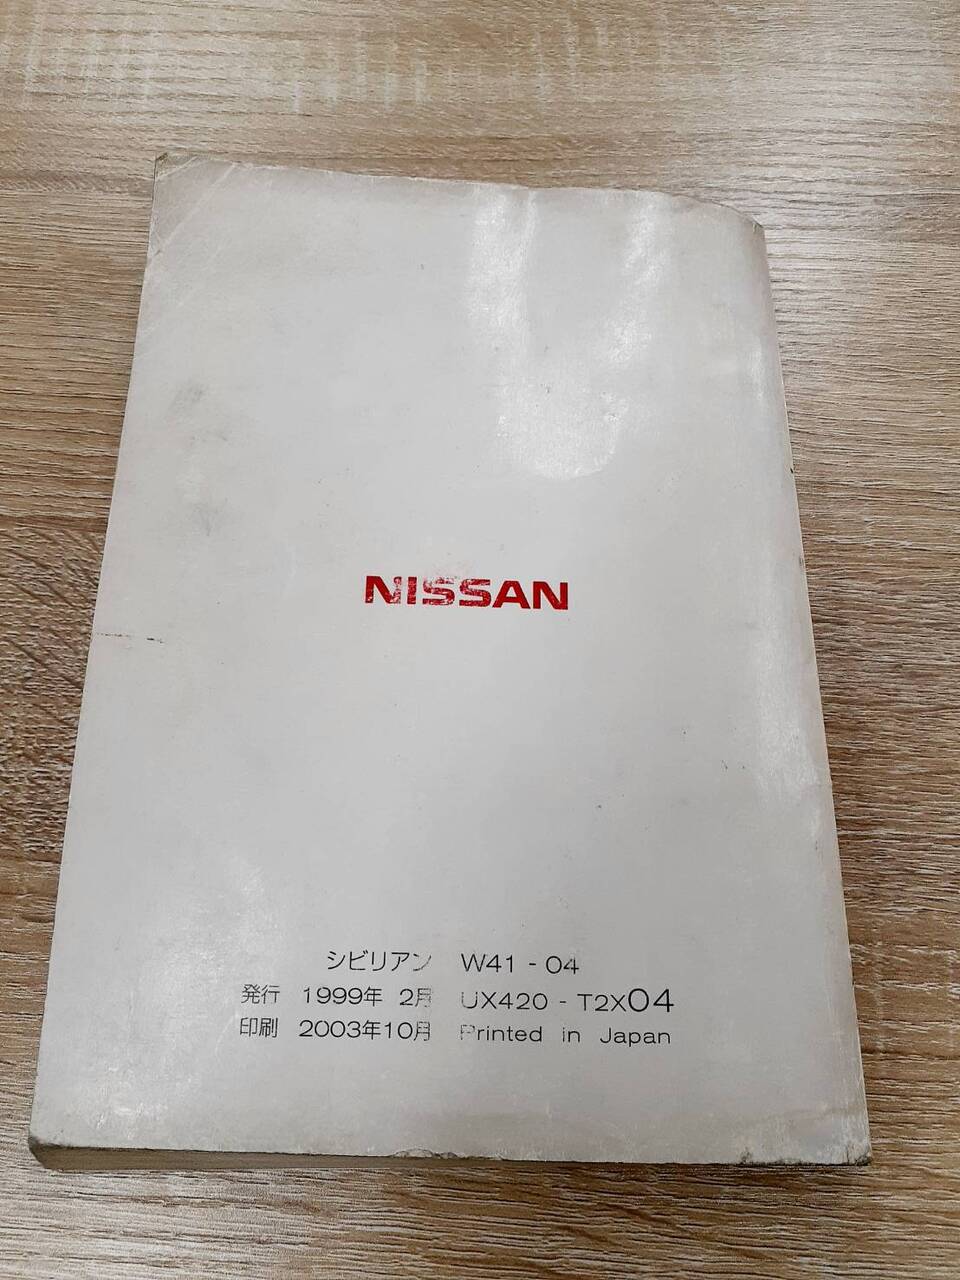 NISSAN
シビリアン W41 - 04
発行 1999年 2月 UX420 - T2X04
印刷 2003年10月 Printed in Japan